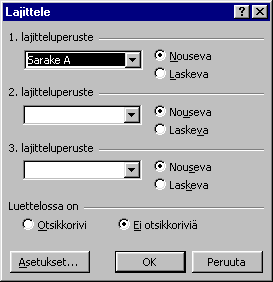 Lajittele
1. lajitteluperuste
Sarake A
Nouseva
Laskeva
2. lajitteluperuste
Nouseva
Laskeva
3. lajitteluperuste
Nouseva
Laskeva
Luettelossa on
Otsikkorivi Ei otsikkoriviä
Asetukset... OK Peruuta